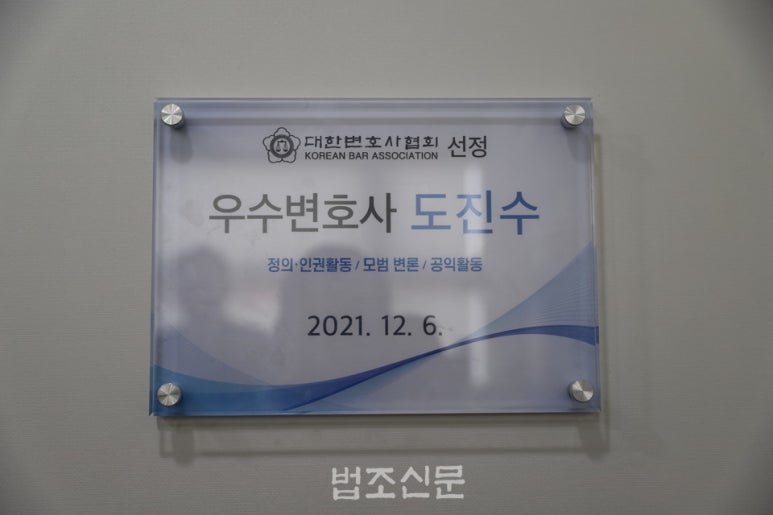 대한변호사협회 선정
KOREAN BAR ASSOCIATION
우수변호사 도진수
정의·인권활동 / 모범 변론 / 공익활동
2021. 12. 6.
법조신문